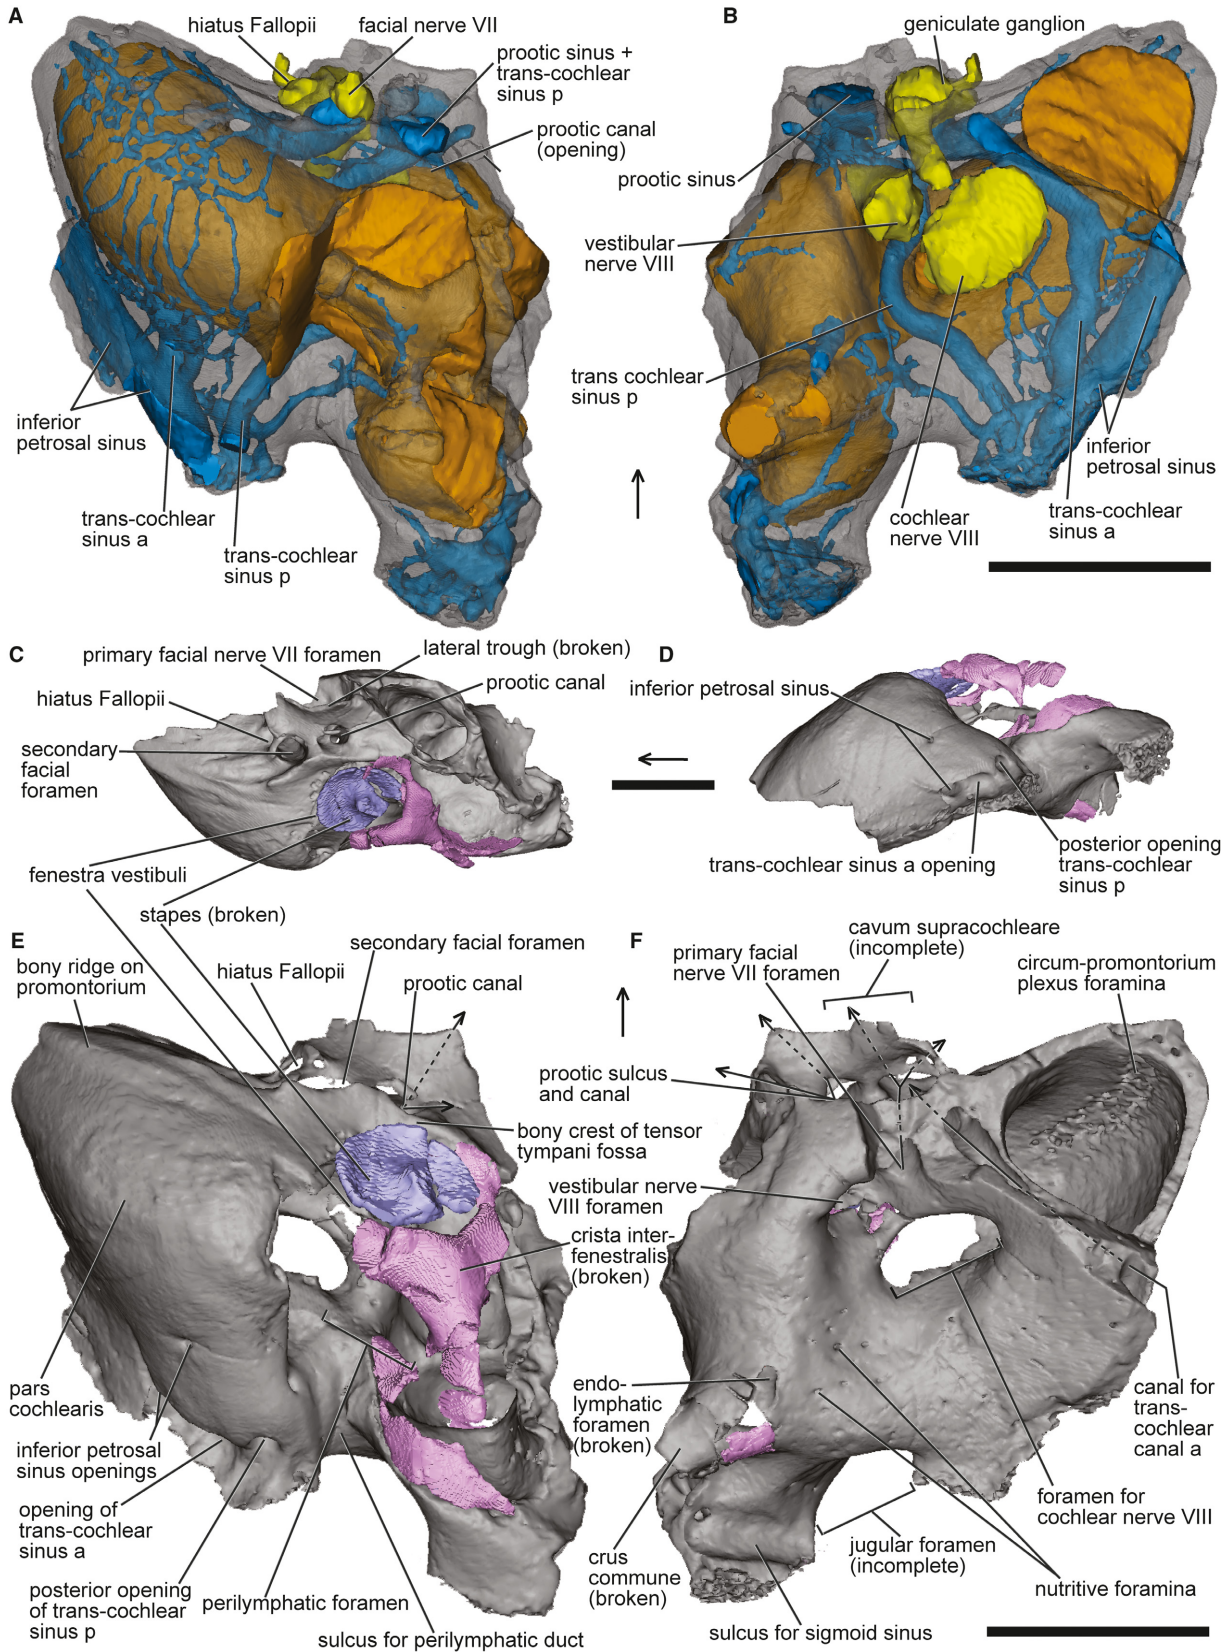 A
hiatus Fallopii
facial nerve VII
prootic sinus +
trans-cochlear
sinus p
prootic canal
(opening)
inferior
petrosal sinus
trans-cochlear
sinus a
trans-cochlear
sinus p
B
geniculate ganglion
prootic sinus
vestibular
nerve VIII
trans cochlear
sinus p
cochlear
nerve VIII
trans-cochlear
sinus a
inferior
petrosal sinus
C
primary facial nerve VII foramen
lateral trough (broken)
prootic canal
hiatus Fallopii
secondary
facial
foramen
fenestra vestibuli
stapes (broken)
D
inferior petrosal sinus
trans-cochlear sinus a opening
posterior opening
trans-cochlear
sinus p
E
bony ridge on
promontorium
hiatus Fallopii
secondary facial foramen
prootic canal
bony crest of tensor
tympani fossa
crista inter-
fenestralis
(broken)
pars
cochlearis
inferior petrosal
sinus openings
opening of
trans-cochlear
sinus a
posterior opening
of trans-cochlear
sinus p
perilymphatic foramen
sulcus for perilymphatic duct
F
primary facial
nerve VII foramen
cavum supracochleare
(incomplete)
circum-promontorium
plexus foramina
prootic sulcus
and canal
vestibular nerve
VIII foramen
endo-
lymphatic
foramen
(broken)
crus
commune
(broken)
sulcus for sigmoid sinus
jugular foramen
(incomplete)
nutritive foramina
foramen for
cochlear nerve VIII
canal for
trans-
cochlear
canal a